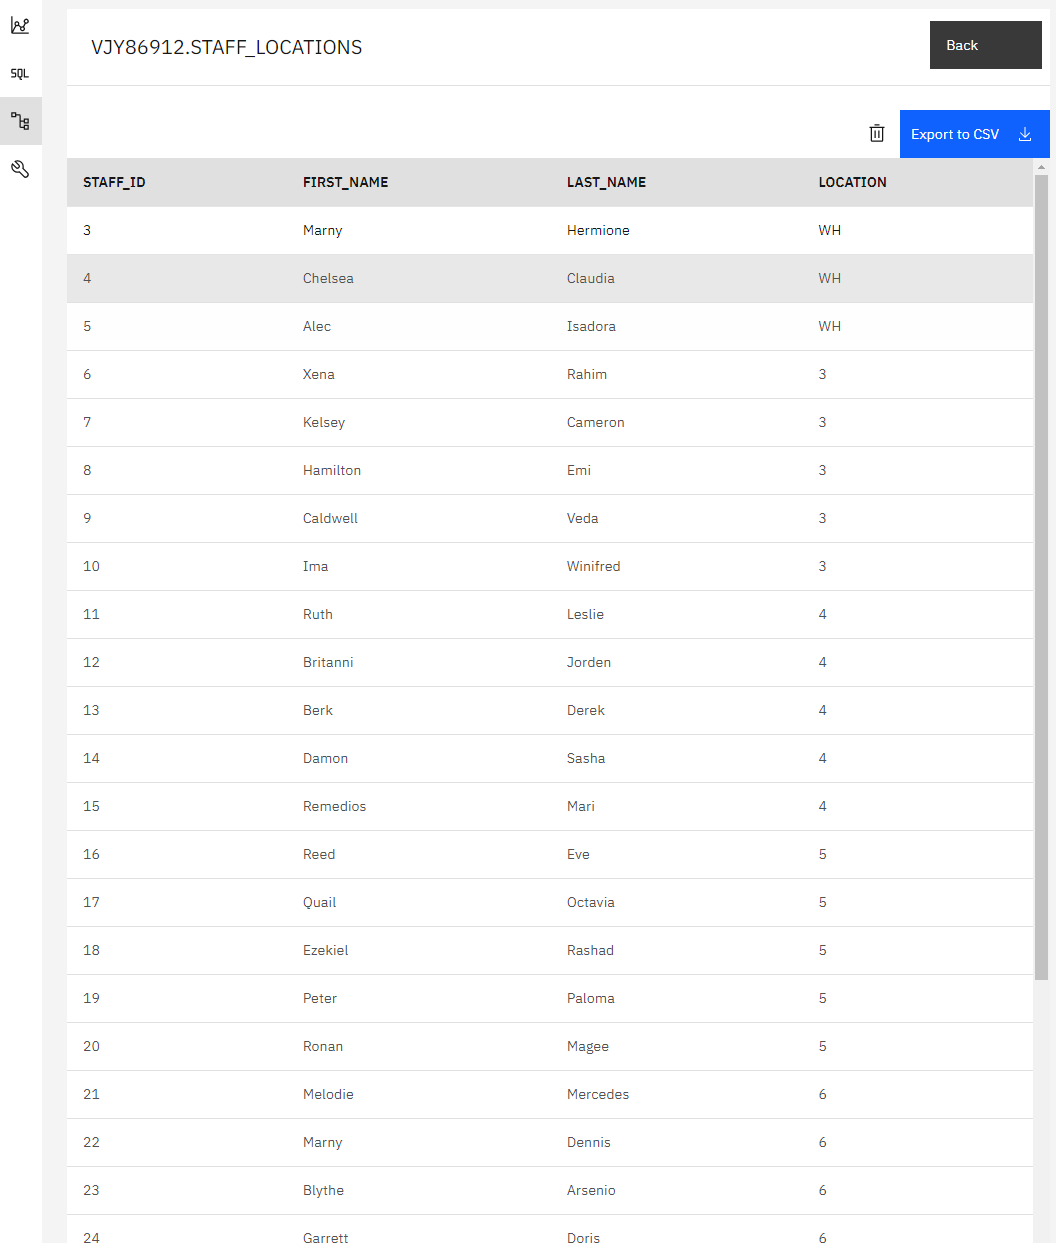 VJY86912.STAFF_LOCATIONS
Back
SQL
Export to CSV
STAFF_ID FIRST_NAME LAST_NAME LOCATION
3 Marny Hermione WH
4 Chelsea Claudia WH
5 Alec Isadora WH
6 Xena Rahim 3
7 Kelsey Cameron 3
8 Hamilton Emi 3
9 Caldwell Veda 3
10 Ima Winifred 3
11 Ruth Leslie 4
12 Britanni Jorden 4
13 Berk Derek 4
14 Damon Sasha 4
15 Remedios Mari 4
16 Reed Eve 5
17 Quail Octavia 5
18 Ezekiel Rashad 5
19 Peter Paloma 5
20 Ronan Magee 5
21 Melodie Mercedes 6
22 Marny Dennis 6
23 Blythe Arsenio 6
24 Garrett Doris 6